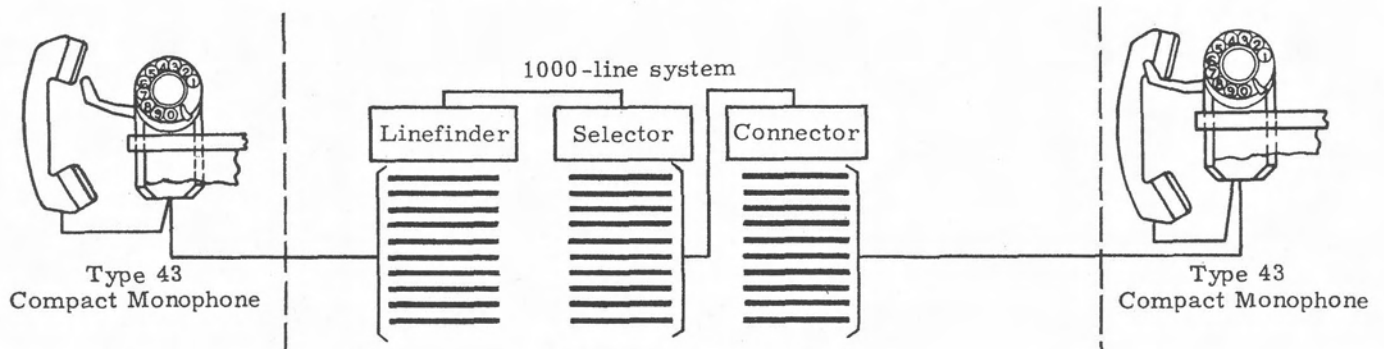 1000-line system
Linefinder
Selector
Connector
Type 43
Compact Monophone
Type 43
Compact Monophone